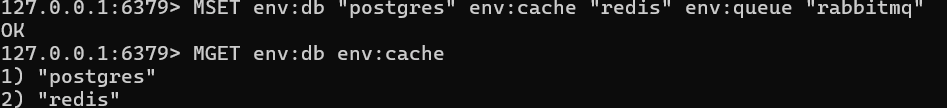 127.0.0.1:6379> MSET env:db "postgres" env:cache "redis" env:queue "rabbitmq"
OK
127.0.0.1:6379> MGET env:db env:cache
1) "postgres"
2) "redis"